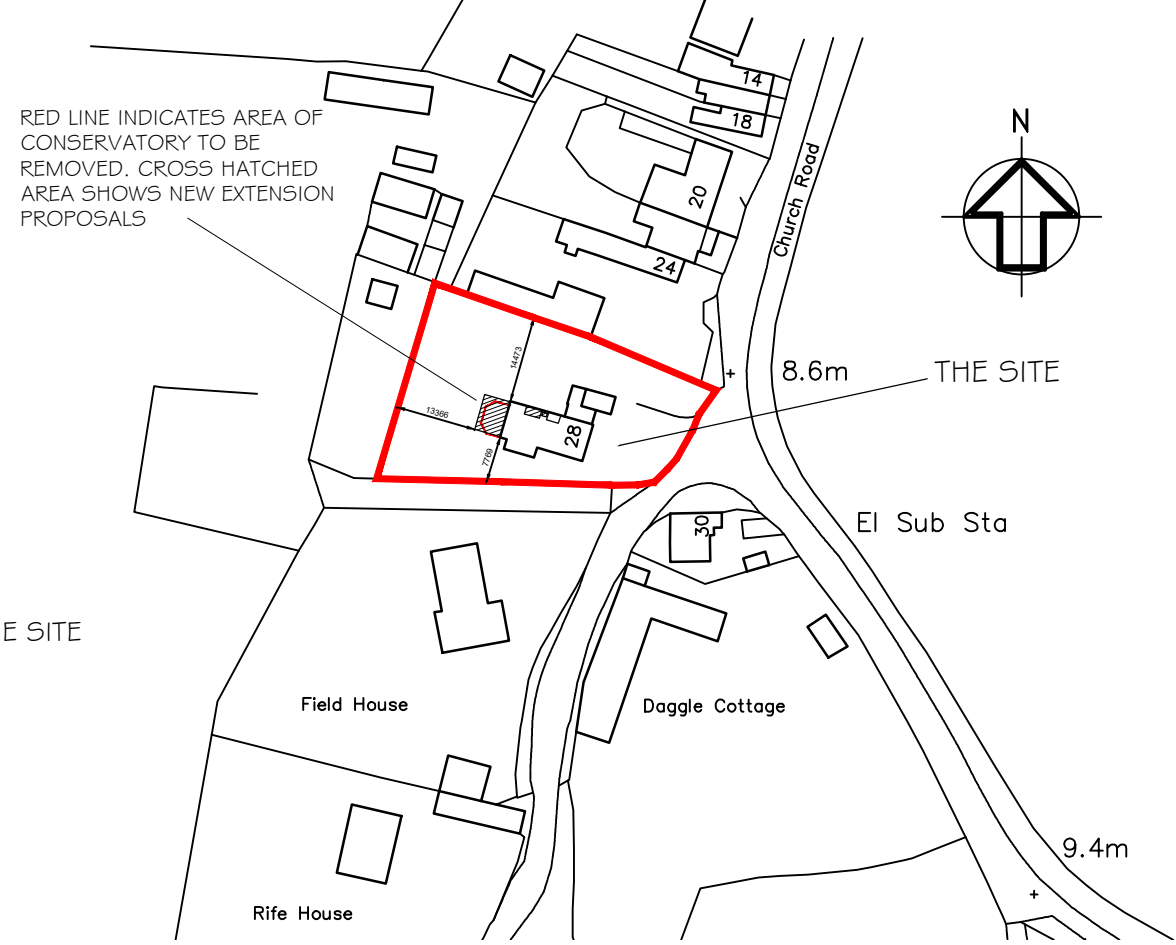 RED LINE INDICATES AREA OF
CONSERVATORY TO BE
REMOVED. CROSS HATCHED
AREA SHOWS NEW EXTENSION
PROPOSALS
14
18
20
24
Church Road
N
8.6m
THE SITE
14473
13366
7769
28
30
El Sub Sta
E SITE
Field House
Daggle Cottage
9.4m
Rife House